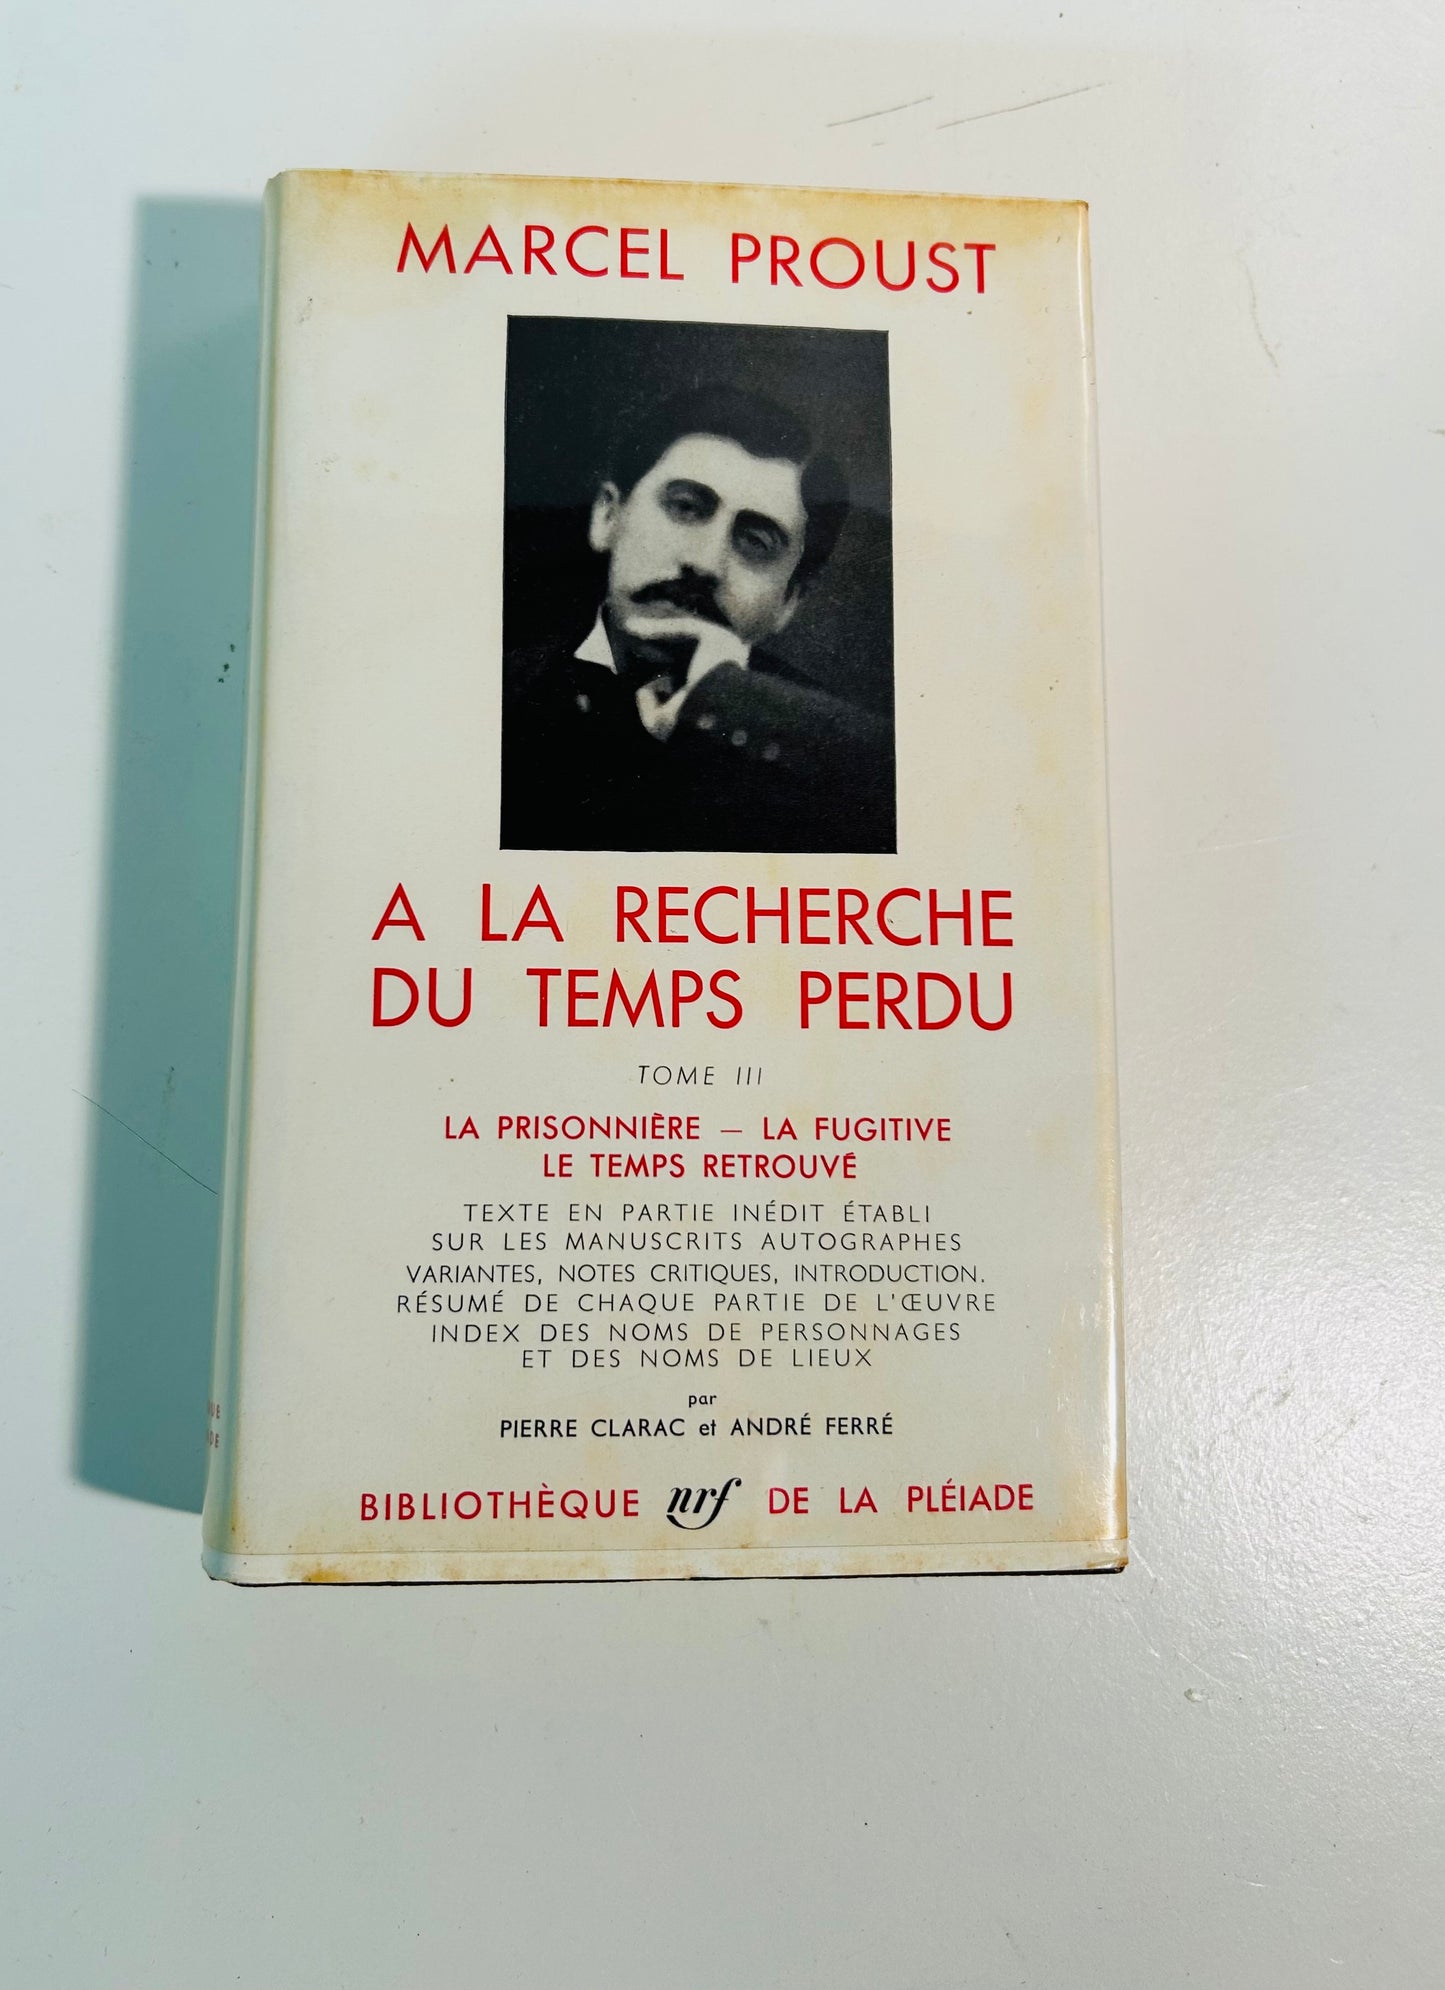 MARCEL PROUST
A LA RECHERCHE
DU TEMPS PERDU
TOME III
LA PRISONNIÈRE — LA FUGITIVE
LE TEMPS RETROUVÉ
TEXTE EN PARTIE INÉDIT ÉTABLI
SUR LES MANUSCRITS AUTOGRAPHES
VARIANTES, NOTES CRITIQUES, INTRODUCTION.
RÉSUMÉ DE CHAQUE PARTIE DE L'ŒUVRE
INDEX DES NOMS DE PERSONNAGES
ET DES NOMS DE LIEUX
par
PIERRE CLARAC et ANDRÉ FERRÉ
BIBLIOTHÈQUE nrf DE LA PLÉIADE